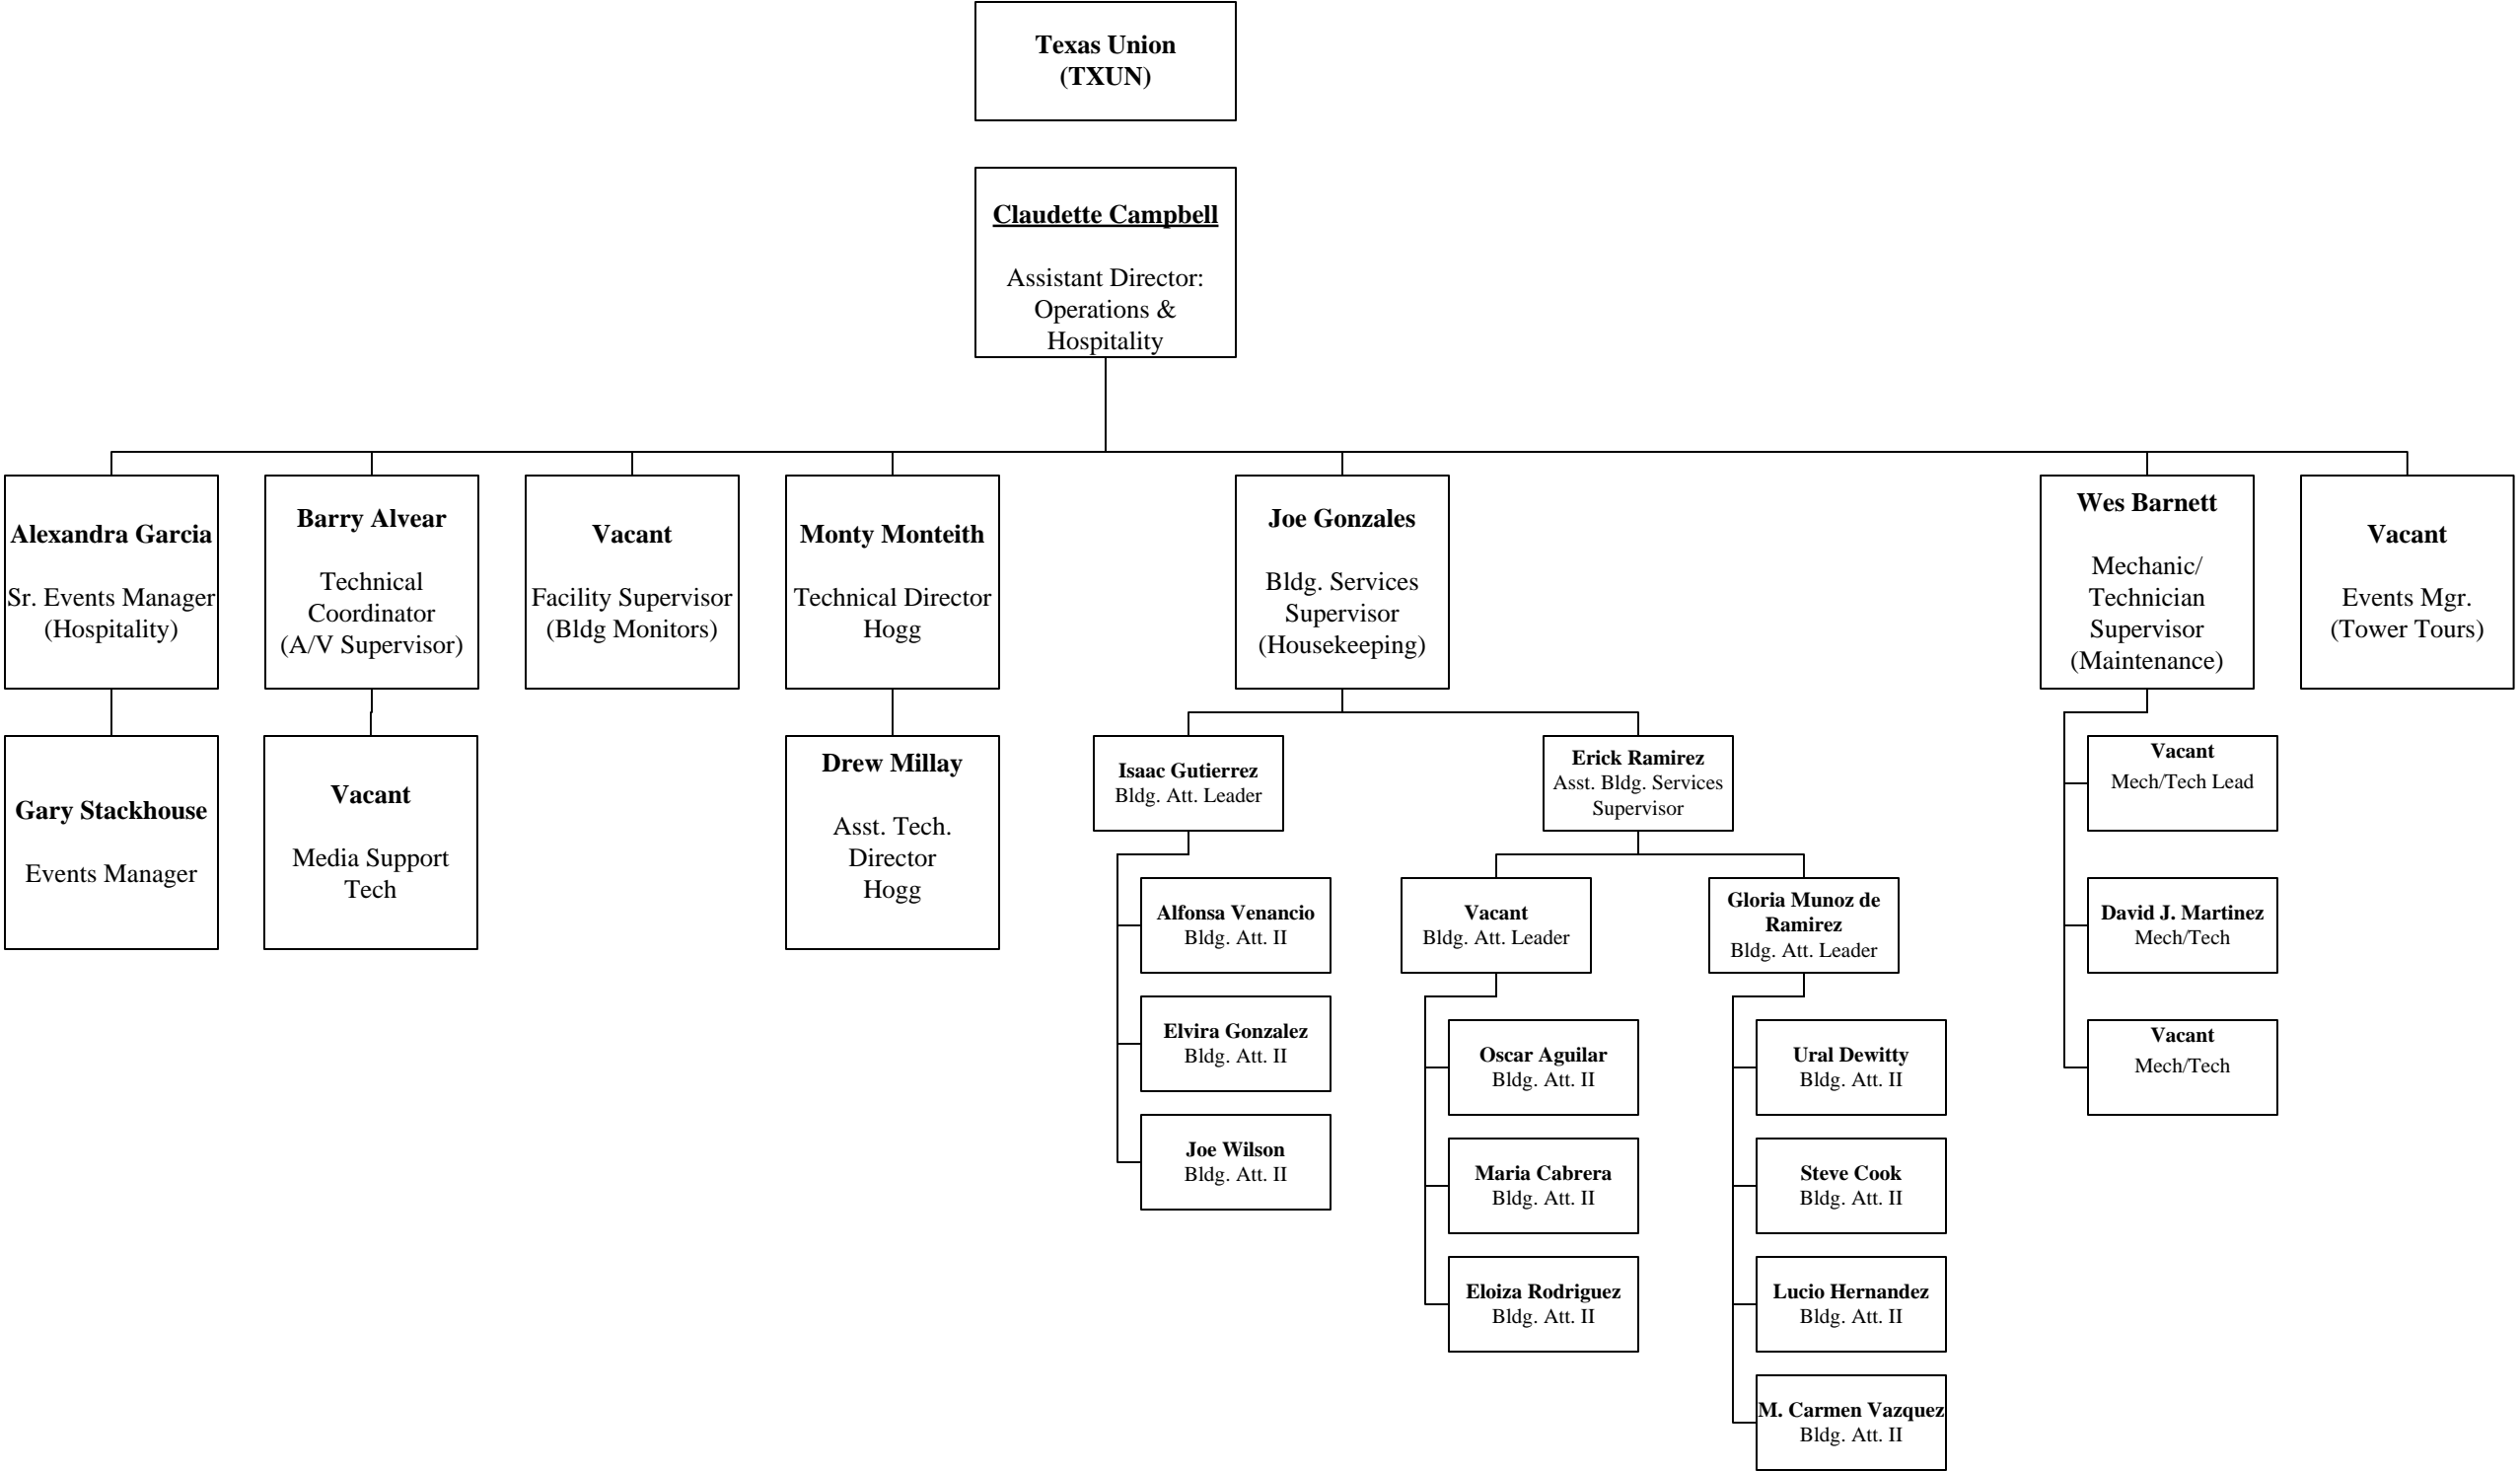 Texas Union
(TXUN)
Claudette Campbell
Assistant Director:
Operations &
Hospitality
Alexandra Garcia
Sr. Events Manager
(Hospitality)
Barry Alvear
Technical
Coordinator
(A/V Supervisor)
Vacant
Facility Supervisor
(Bldg Monitors)
Monty Monteith
Technical Director
Hogg
Joe Gonzales
Bldg. Services
Supervisor
(Housekeeping)
Wes Barnett
Mechanic/
Technician
Supervisor
(Maintenance)
Vacant
Events Mgr.
(Tower Tours)
Gary Stackhouse
Events Manager
Vacant
Media Support
Tech
Drew Millay
Asst. Tech.
Director
Hogg
Isaac Gutierrez
Bldg. Att. Leader
Erick Ramirez
Asst. Bldg. Services
Supervisor
Vacant
Mech/Tech Lead
Alfonsa Venancio
Bldg. Att. II
Vacant
Bldg. Att. Leader
Gloria Munoz de
Ramirez
Bldg. Att. Leader
David J. Martinez
Mech/Tech
Elvira Gonzalez
Bldg. Att. II
Oscar Aguilar
Bldg. Att. II
Ural Dewitty
Bldg. Att. II
Vacant
Mech/Tech
Joe Wilson
Bldg. Att. II
Maria Cabrera
Bldg. Att. II
Steve Cook
Bldg. Att. II
Eloiza Rodriguez
Bldg. Att. II
Lucio Hernandez
Bldg. Att. II
M. Carmen Vazquez
Bldg. Att. II